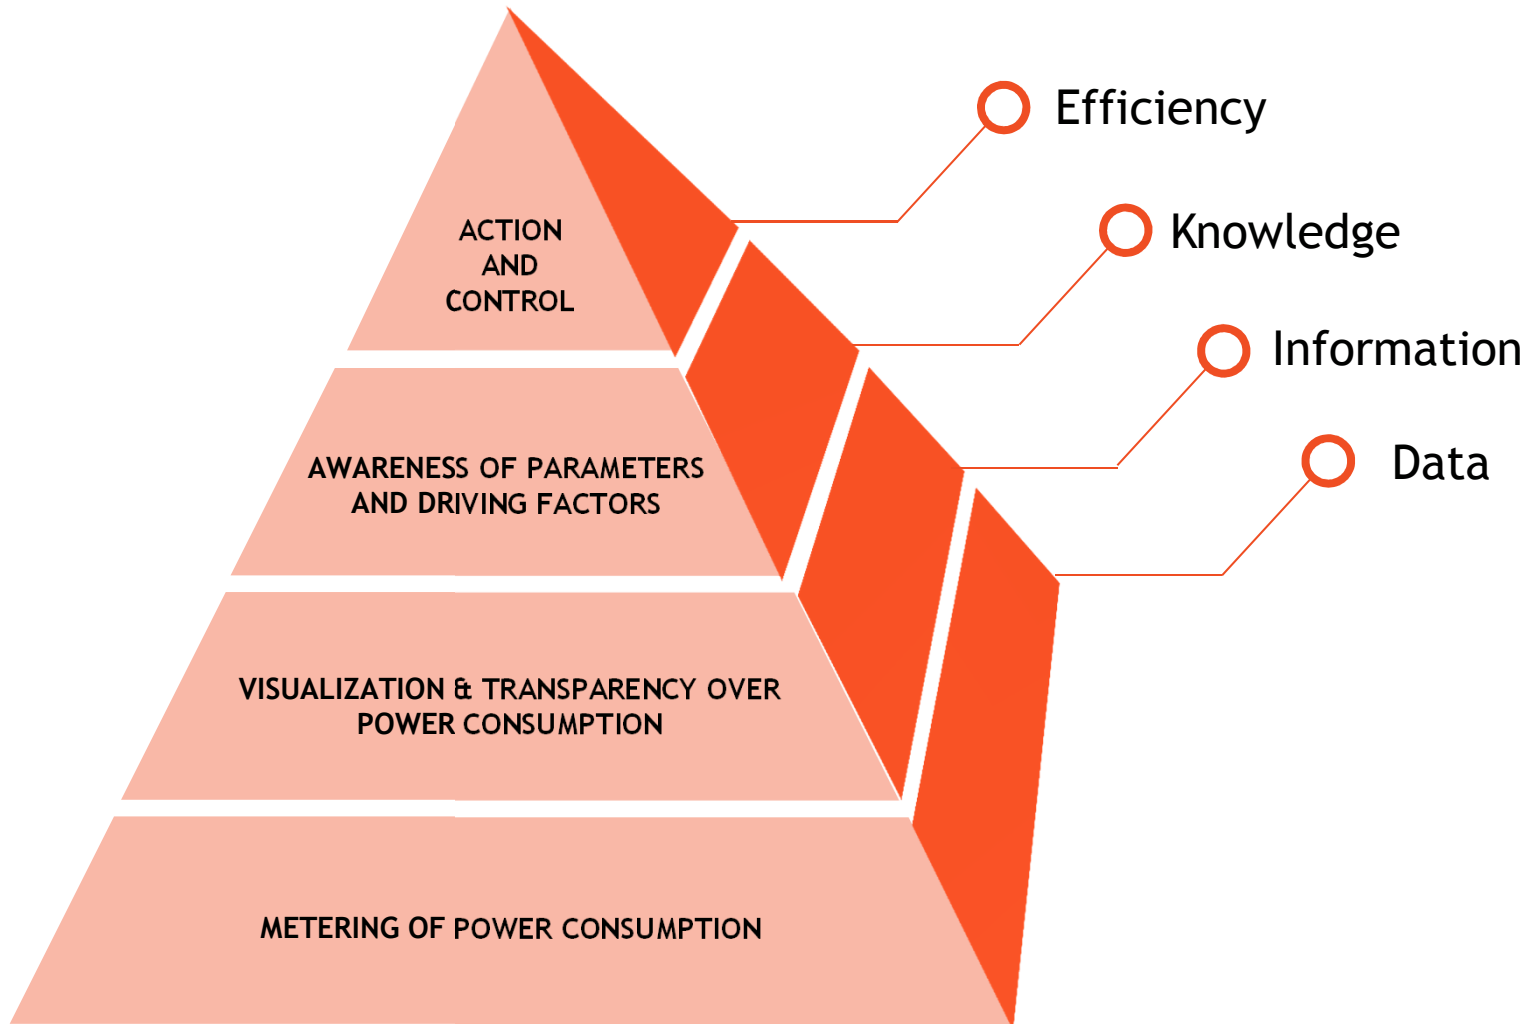 Efficiency
Knowledge
Information
Data
ACTION
AND
CONTROL
AWARENESS OF PARAMETERS
AND DRIVING FACTORS
VISUALIZATION & TRANSPARENCY OVER
POWER CONSUMPTION
METERING OF POWER CONSUMPTION